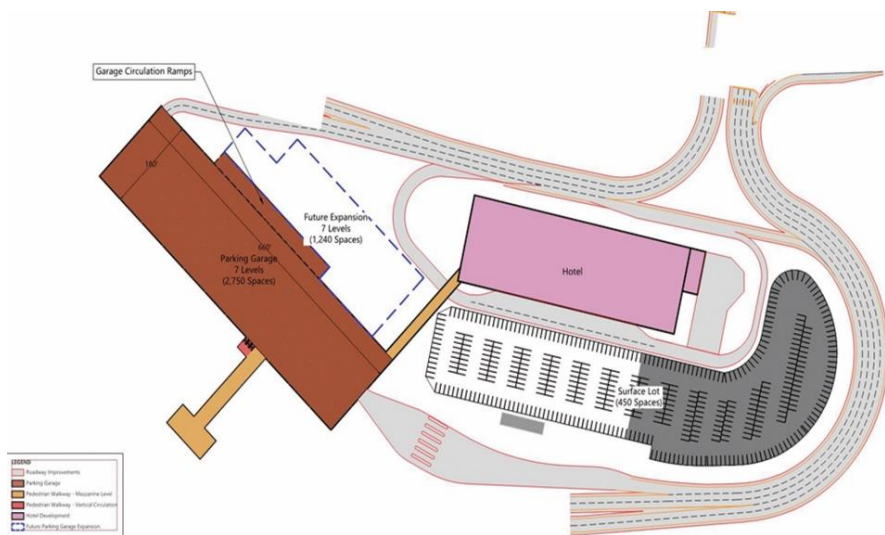 Garage Circulation Ramps
180'
Future Expansion
7 Levels
(1,240 Spaces)
660'
Parking Garage
7 Levels
(2,750 Spaces)
Hotel
Surface Lot
(450 Spaces)
LEGEND
Roadway Improvements
Parking Garage
Pedestrian Walkway - Mezzanine Level
Pedestrian Walkway - Vertical Circulation
Hotel Development
Future Parking Garage Expansion